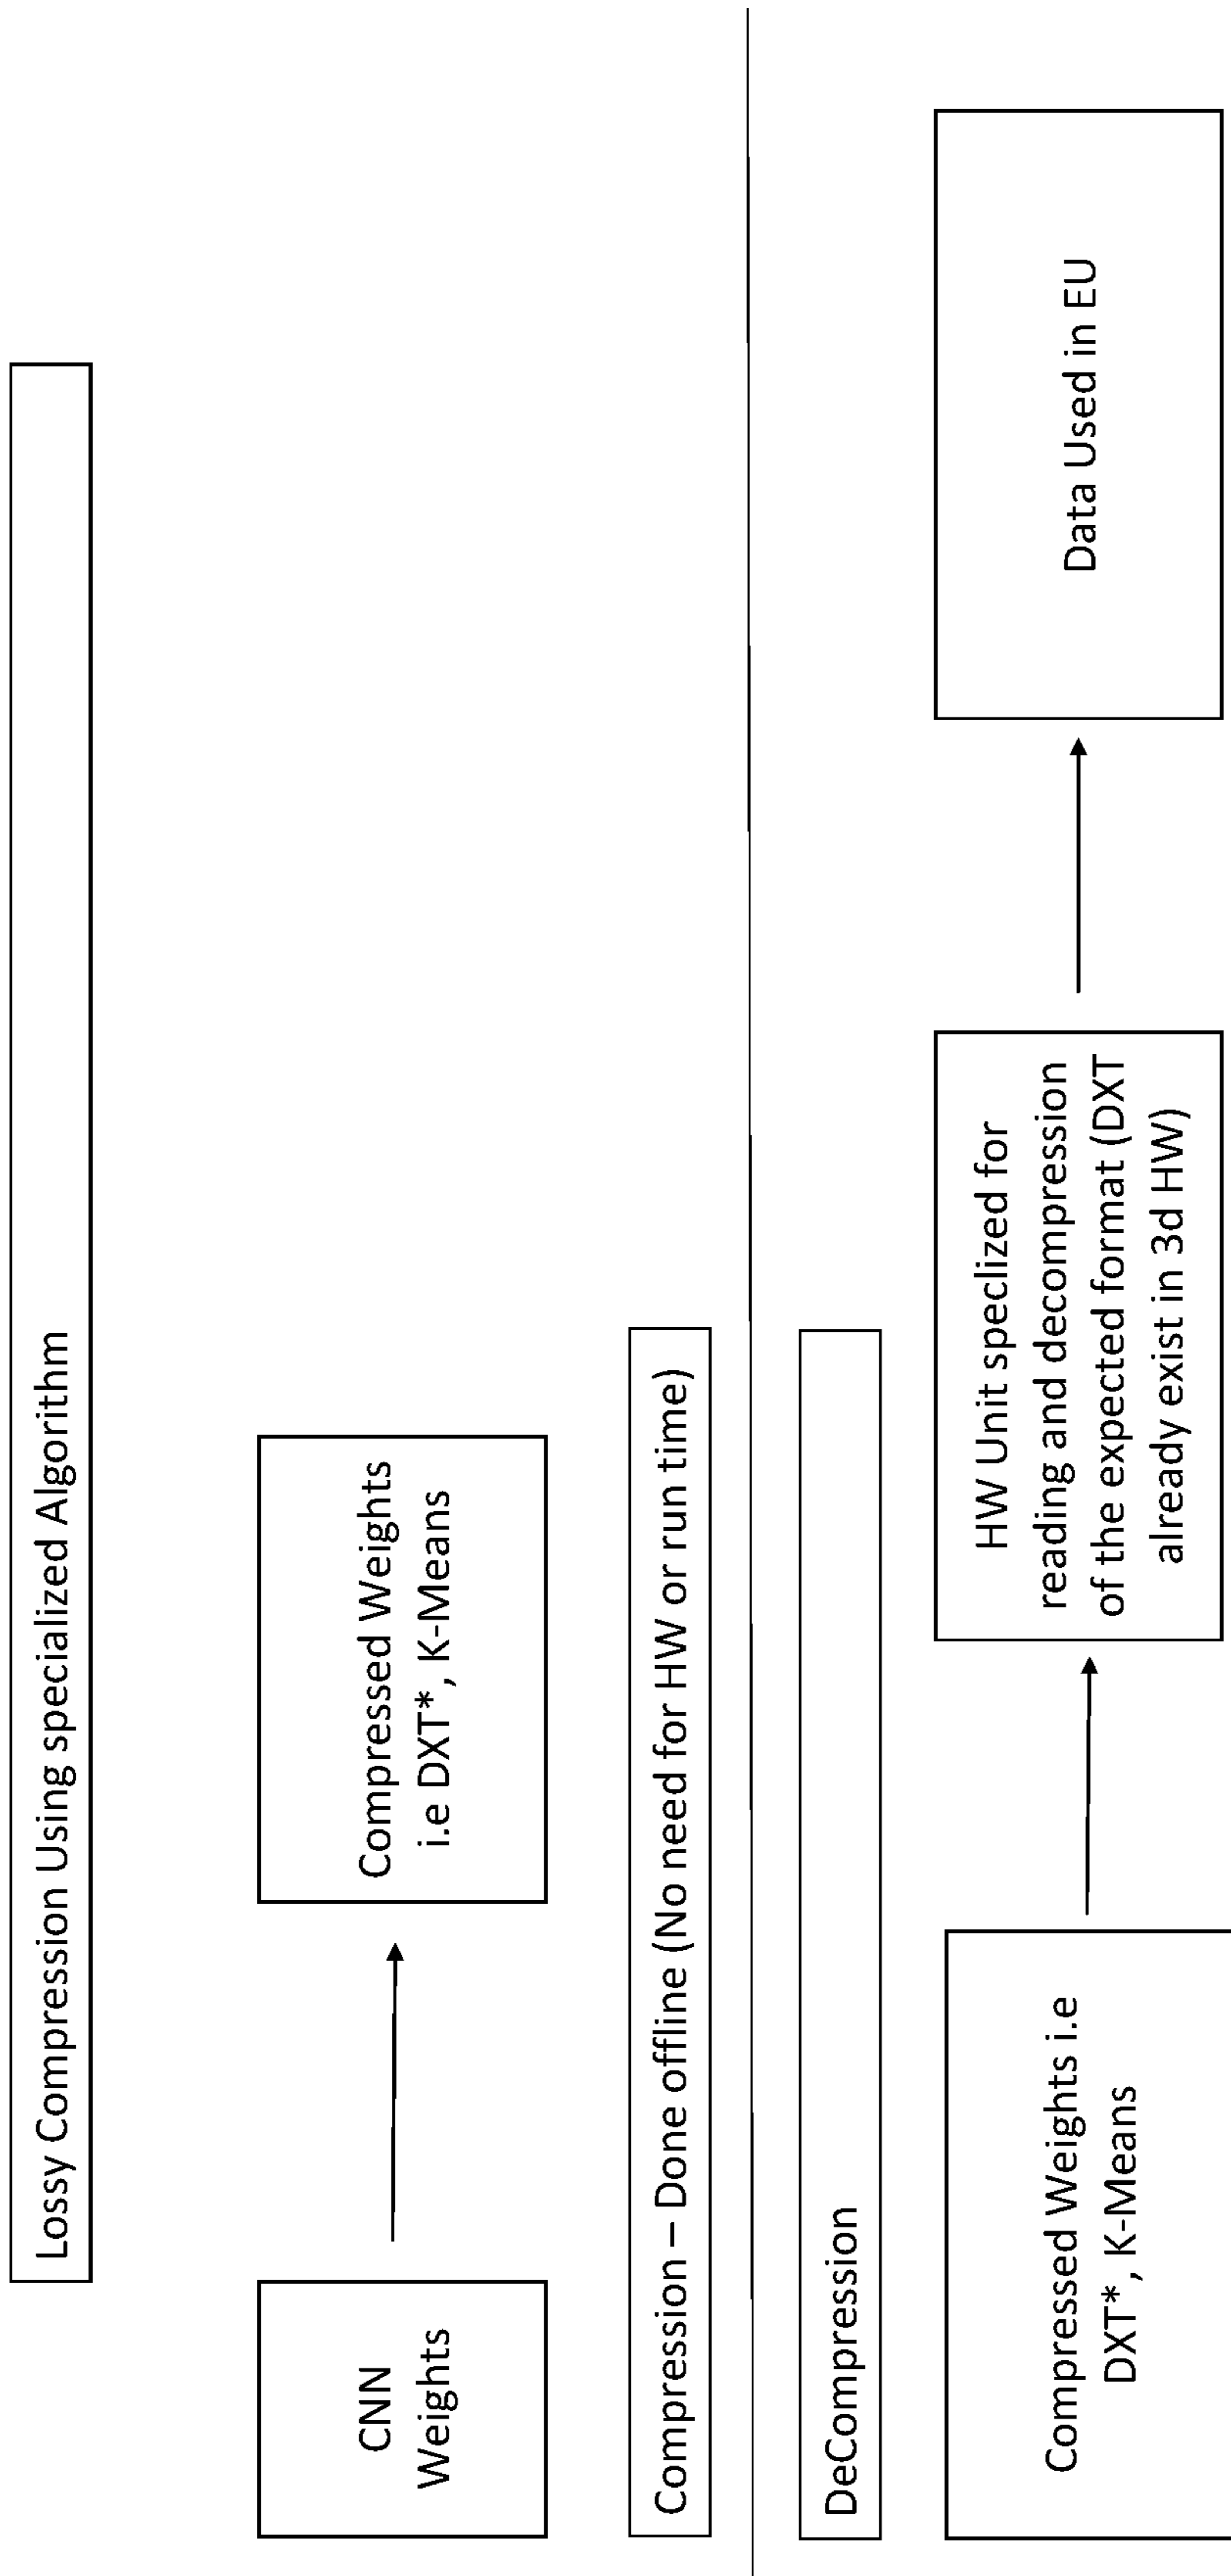 Lossy Compression Using specialized Algorithm
CNN
Weights
Compressed Weights
i.e DXT*, K-Means
Compression – Done offline (No need for HW or run time)
DeCompression
Compressed Weights i.e
DXT*, K-Means
HW Unit speclized for
reading and decompression
of the expected format (DXT
already exist in 3d HW)
Data Used in EU